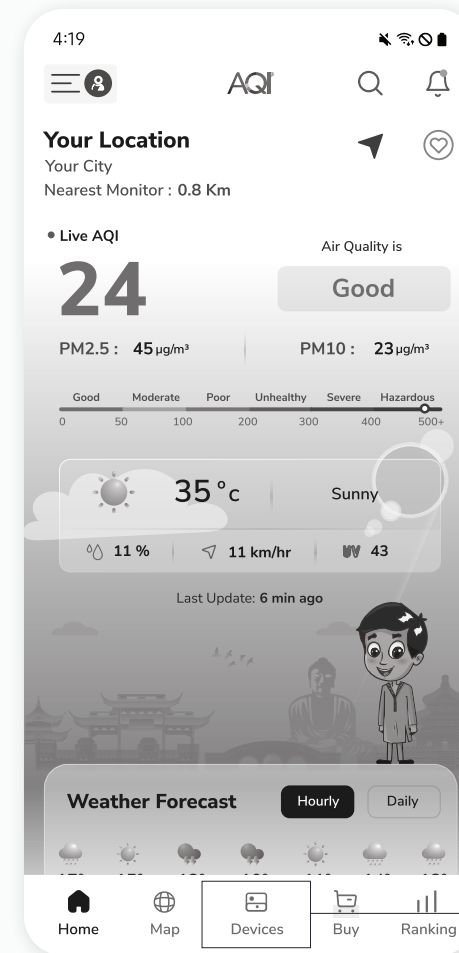 4:19
AQI
Your Location
Your City
Nearest Monitor : 0.8 Km
Live AQI
24
Air Quality is
Good
PM2.5 : 45 µg/m³
PM10 : 23 µg/m³
Good Moderate Poor Unhealthy Severe Hazardous
0 50 100 200 300 400 500+
35°c
Sunny
11 %
11 km/hr
UV 43
Last Update: 6 min ago
Weather Forecast
Hourly
Daily
Home
Map
Devices
Buy
Ranking